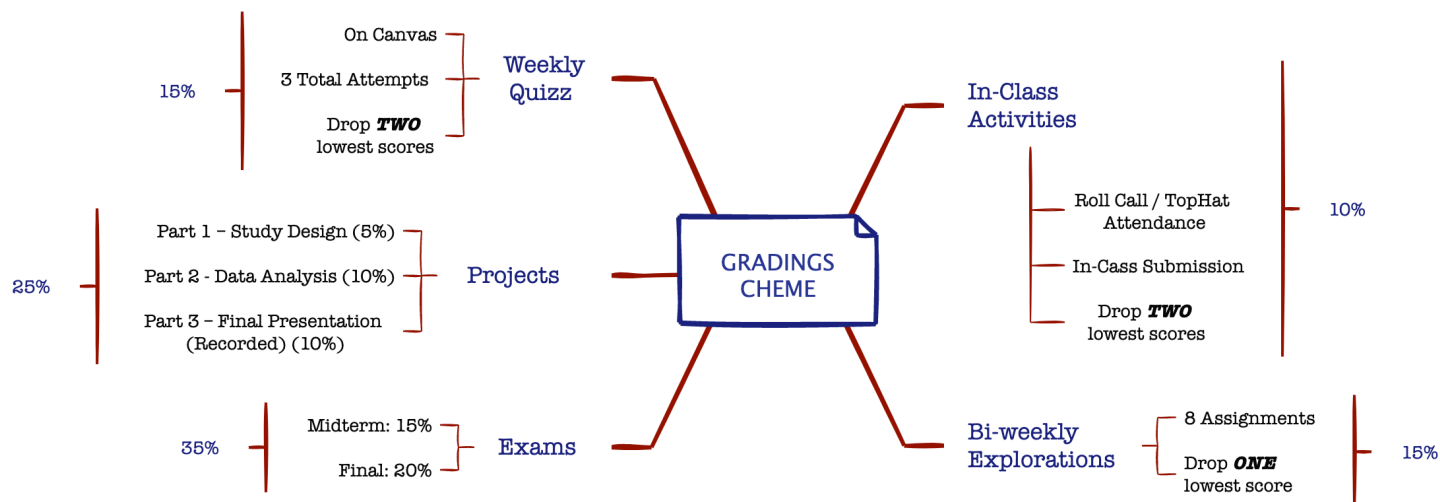 GRADINGS
CHEME
Weekly
Quizz
On Canvas
3 Total Attempts
Drop TWO
lowest scores
15%
Projects
Part 1 – Study Design (5%)
Part 2 - Data Analysis (10%)
Part 3 – Final Presentation
(Recorded) (10%)
25%
Exams
Midterm: 15%
Final: 20%
35%
In-Class
Activities
Roll Call / TopHat
Attendance
In-Cass Submission
Drop TWO
lowest scores
10%
Bi-weekly
Explorations
8 Assignments
Drop ONE
lowest score
15%